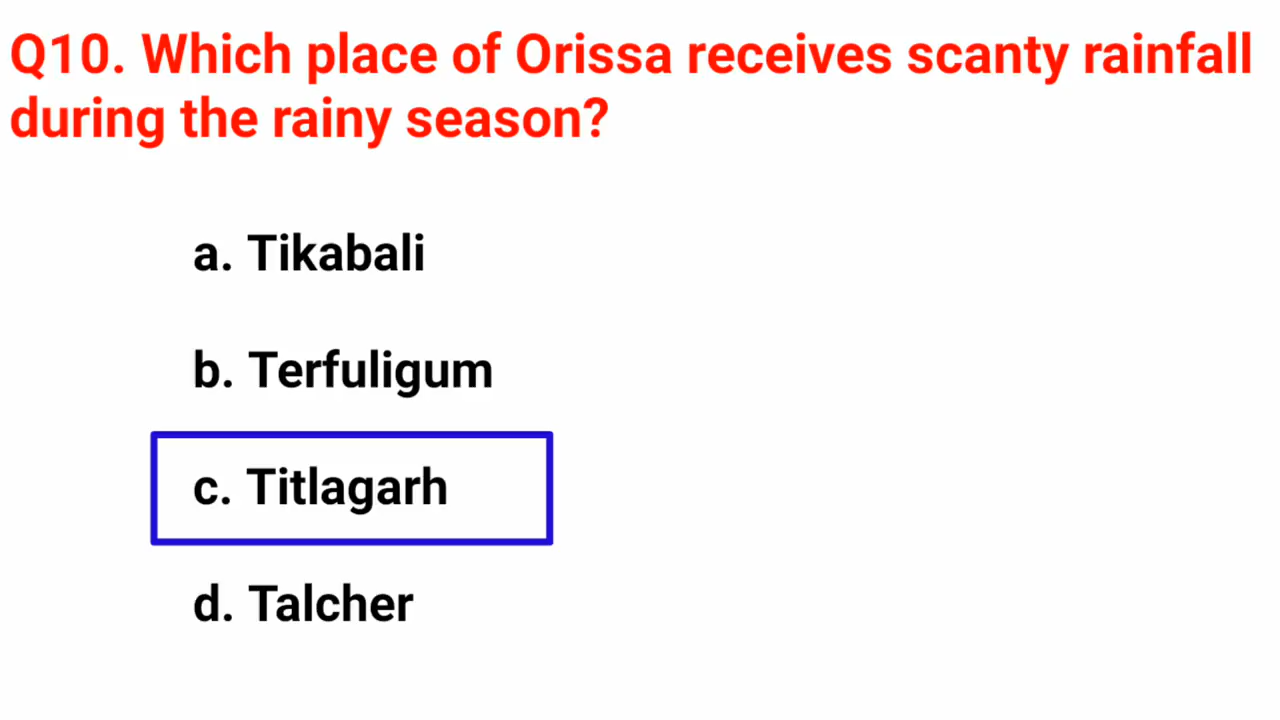 Q10. Which place of Orissa receives scanty rainfall
during the rainy season?
a. Tikabali
b. Terfuligum
c. Titlagarh
d. Talcher